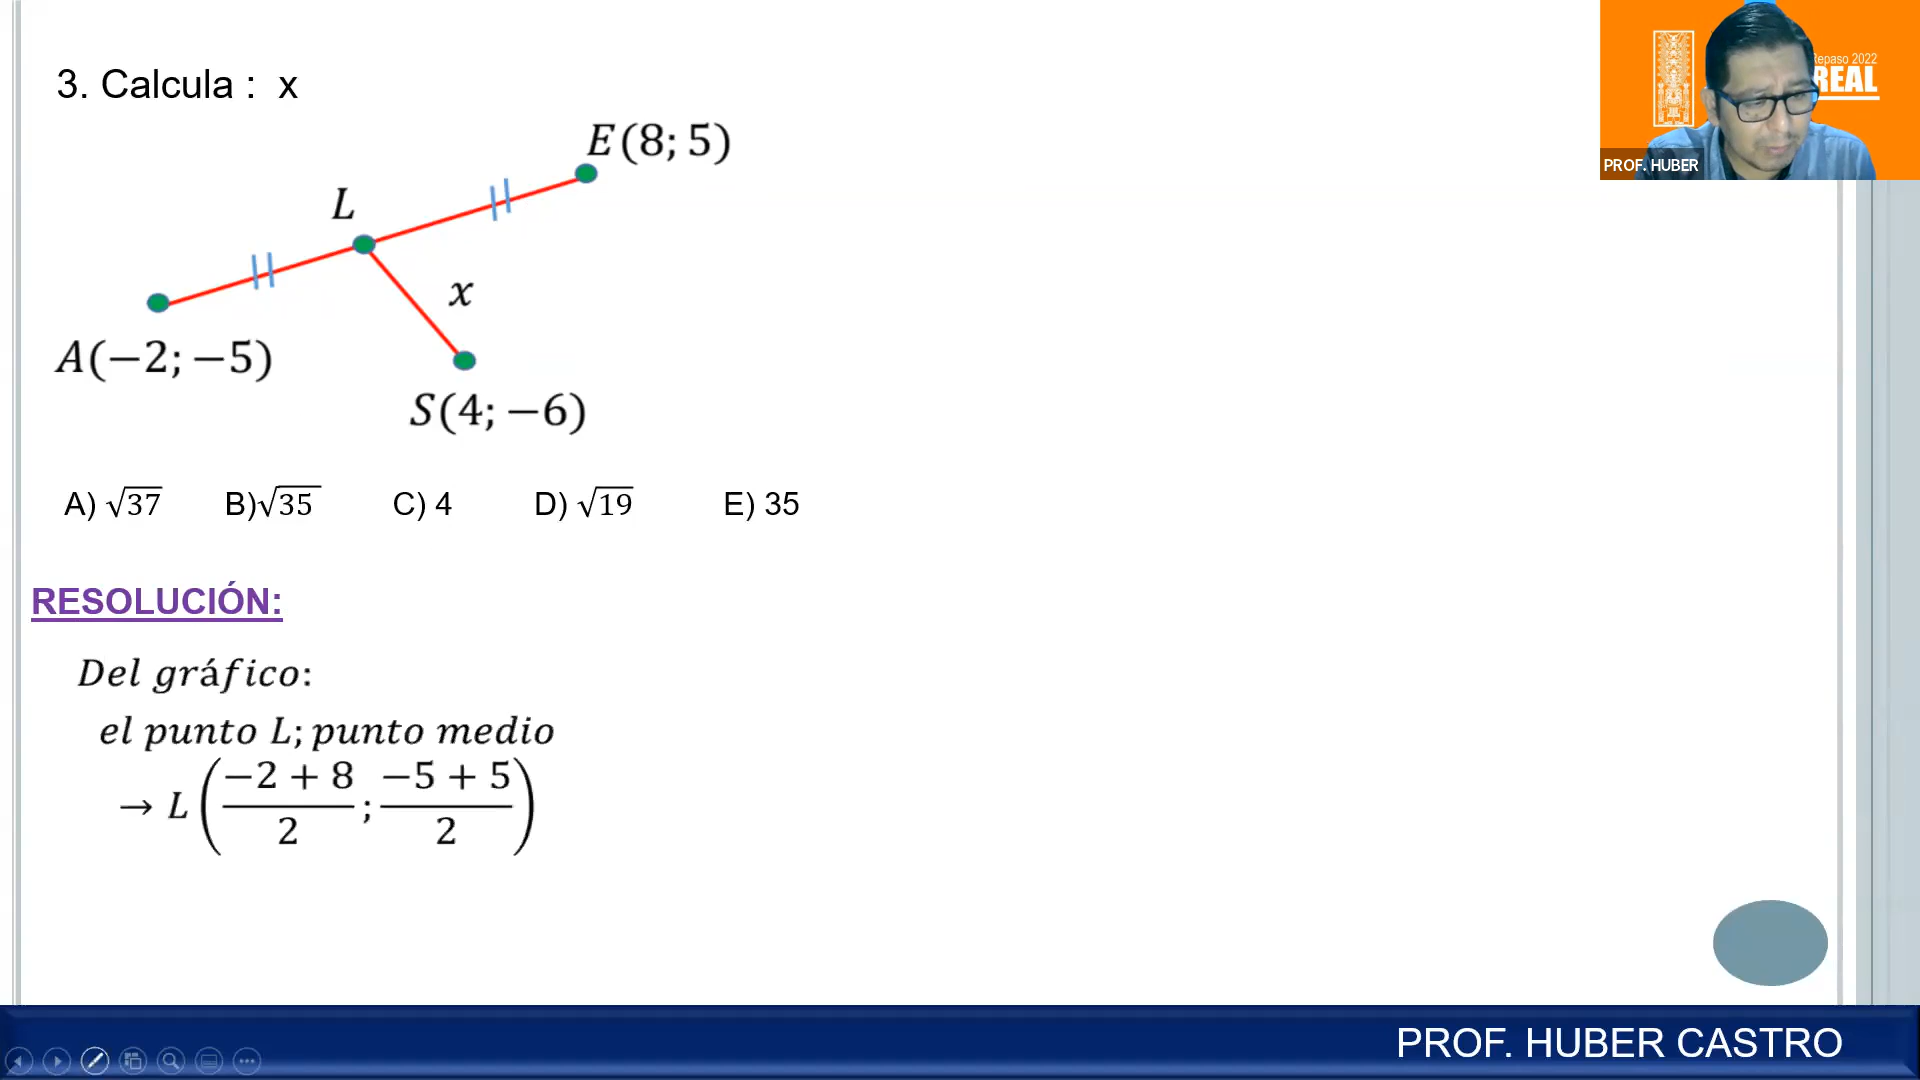 3. Calcula : x
E(8; 5)
L
x
A(−2; −5)
S(4; −6)
A) √37 B)√35 C) 4 D) √19 E) 35
RESOLUCIÓN:
Del gráfico:
el punto L; punto medio
→ L (−2 + 8 / 2 ; −5 + 5 / 2)
Repaso 2022
REAL
PROF. HUBER
PROF. HUBER CASTRO